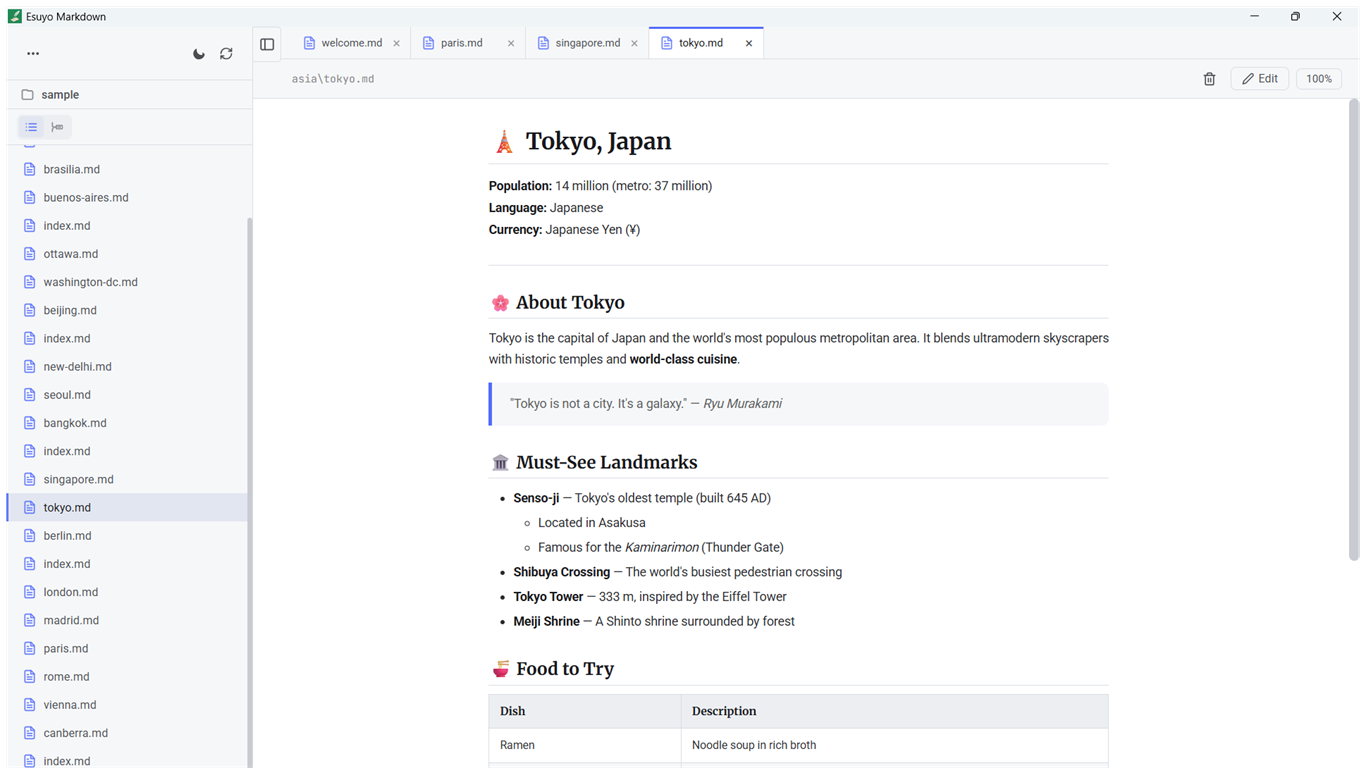 Esuyo Markdown
welcome.md
paris.md
singapore.md
tokyo.md
asia\tokyo.md
Edit
100%
sample
brasilia.md
buenos-aires.md
index.md
ottawa.md
washington-dc.md
beijing.md
index.md
new-delhi.md
seoul.md
bangkok.md
index.md
singapore.md
tokyo.md
berlin.md
index.md
london.md
madrid.md
paris.md
rome.md
vienna.md
canberra.md
index.md
🗼 Tokyo, Japan
Population: 14 million (metro: 37 million)
Language: Japanese
Currency: Japanese Yen (¥)
🌸 About Tokyo
Tokyo is the capital of Japan and the world's most populous metropolitan area. It blends ultramodern skyscrapers
with historic temples and world-class cuisine.
"Tokyo is not a city. It's a galaxy." — Ryu Murakami
🏛️ Must-See Landmarks
• Senso-ji — Tokyo's oldest temple (built 645 AD)
◦ Located in Asakusa
◦ Famous for the Kaminarimon (Thunder Gate)
• Shibuya Crossing — The world's busiest pedestrian crossing
• Tokyo Tower — 333 m, inspired by the Eiffel Tower
• Meiji Shrine — A Shinto shrine surrounded by forest
🍜 Food to Try
Dish Description
Ramen Noodle soup in rich broth